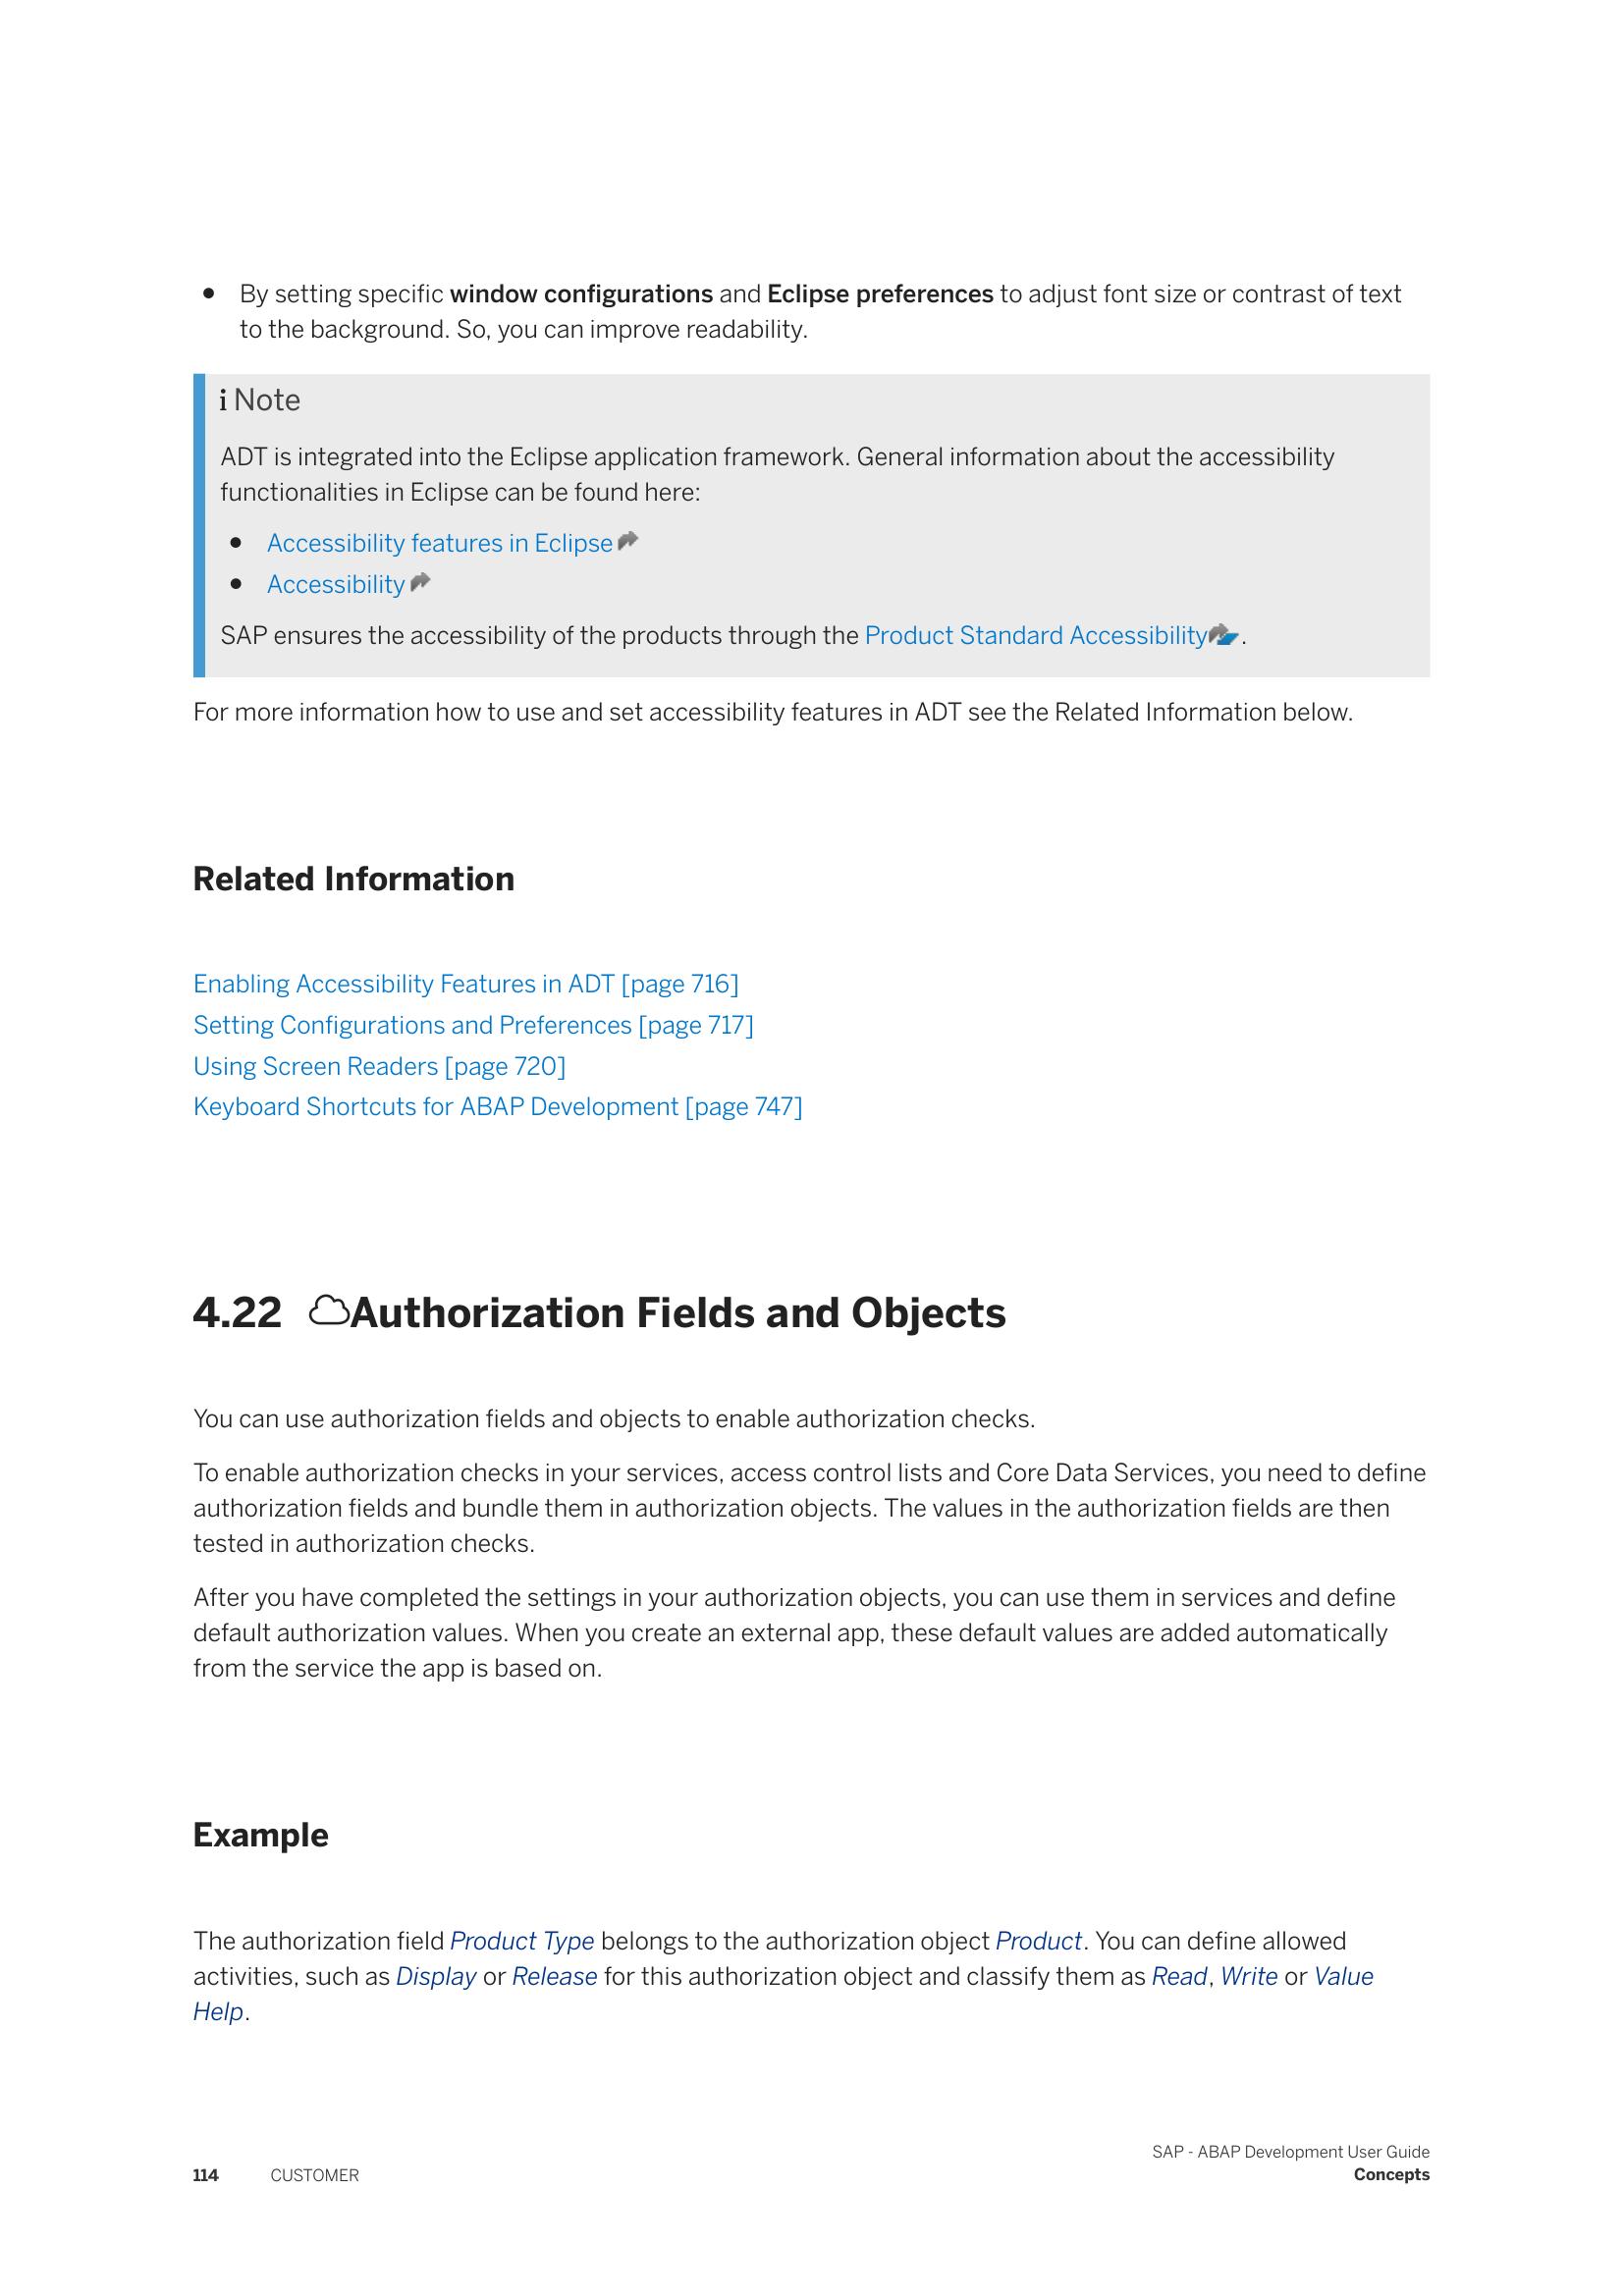 • By setting specific window configurations and Eclipse preferences to adjust font size or contrast of text
to the background. So, you can improve readability.
i Note
ADT is integrated into the Eclipse application framework. General information about the accessibility
functionalities in Eclipse can be found here:
• Accessibility features in Eclipse
• Accessibility
SAP ensures the accessibility of the products through the Product Standard Accessibility.
For more information how to use and set accessibility features in ADT see the Related Information below.
Related Information
Enabling Accessibility Features in ADT [page 716]
Setting Configurations and Preferences [page 717]
Using Screen Readers [page 720]
Keyboard Shortcuts for ABAP Development [page 747]
4.22 Authorization Fields and Objects
You can use authorization fields and objects to enable authorization checks.
To enable authorization checks in your services, access control lists and Core Data Services, you need to define
authorization fields and bundle them in authorization objects. The values in the authorization fields are then
tested in authorization checks.
After you have completed the settings in your authorization objects, you can use them in services and define
default authorization values. When you create an external app, these default values are added automatically
from the service the app is based on.
Example
The authorization field Product Type belongs to the authorization object Product. You can define allowed
activities, such as Display or Release for this authorization object and classify them as Read, Write or Value
Help.
SAP - ABAP Development User Guide
114 CUSTOMER Concepts